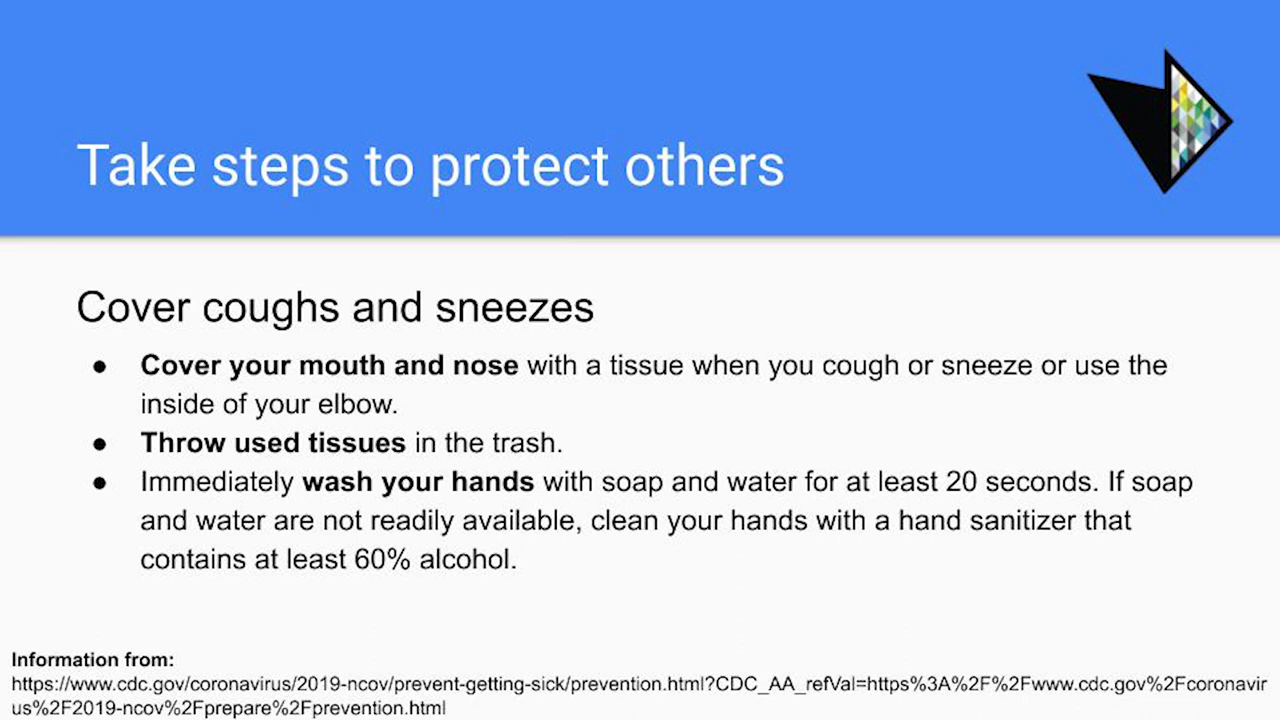 Take steps to protect others
Cover coughs and sneezes
● Cover your mouth and nose with a tissue when you cough or sneeze or use the
inside of your elbow.
● Throw used tissues in the trash.
● Immediately wash your hands with soap and water for at least 20 seconds. If soap
and water are not readily available, clean your hands with a hand sanitizer that
contains at least 60% alcohol.
Information from:
https://www.cdc.gov/coronavirus/2019-ncov/prevent-getting-sick/prevention.html?CDC_AA_refVal=https%3A%2F%2Fwww.cdc.gov%2Fcoronavir
us%2F2019-ncov%2Fprepare%2Fprevention.html